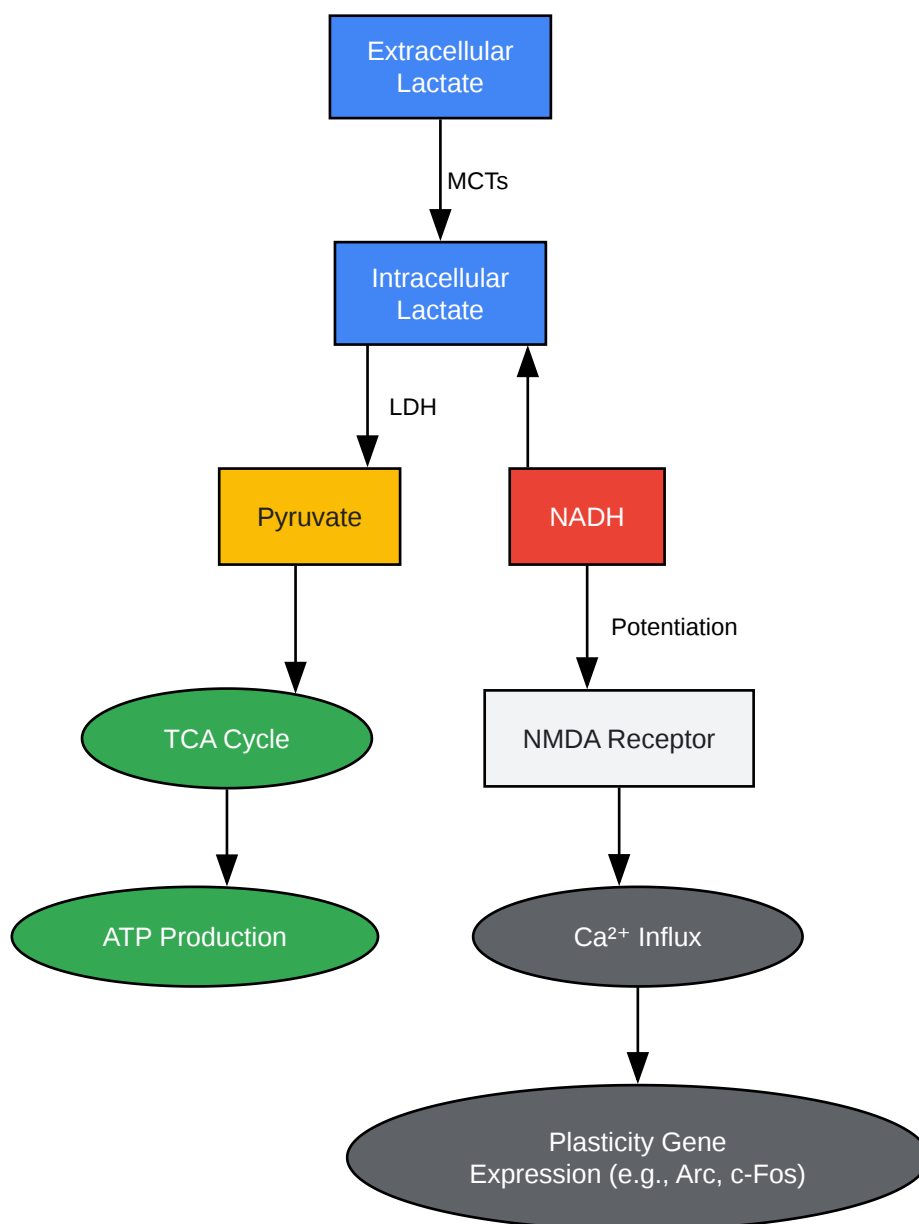 Extracellular
Lactate
MCTs
Intracellular
Lactate
LDH
Pyruvate
NADH
Potentiation
TCA Cycle
NMDA Receptor
ATP Production
Ca²⁺ Influx
Plasticity Gene
Expression (e.g., Arc, c-Fos)